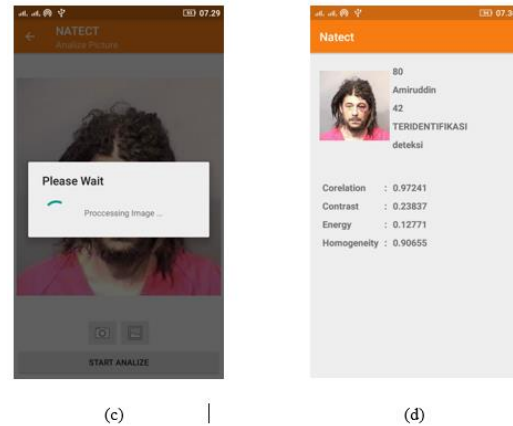 07.29
NATECT
Analize Picture
Please Wait
Proccessing Image ...
START ANALIZE
(c)
Natect
80
Amiruddin
42
TERIDENTIFIKASI
deteksi
Corelation : 0.97241
Contrast : 0.23837
Energy : 0.12771
Homogeneity : 0.90655
(d)